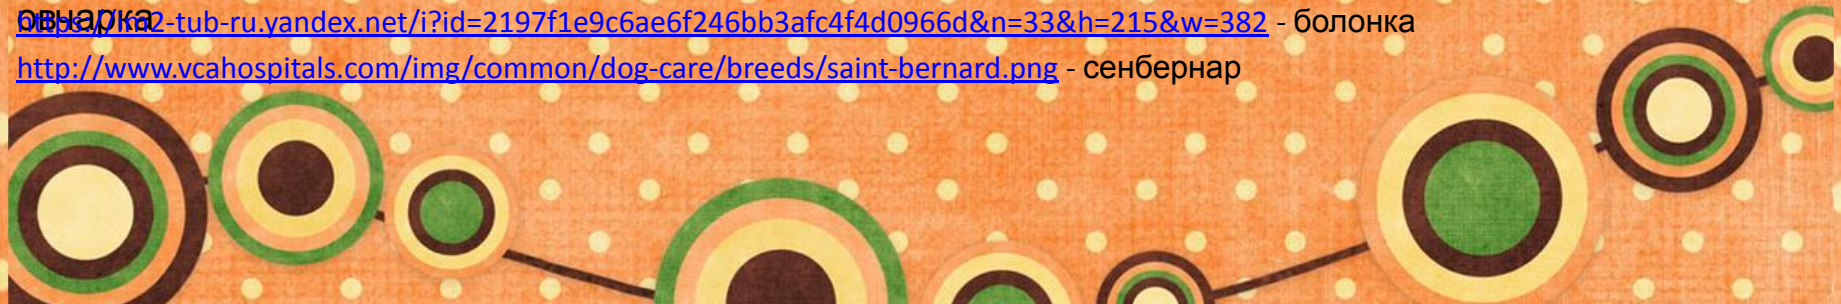 овчарка
https://im2-tub-ru.yandex.net/i?id=2197f1e9c6ae6f246bb3afc4f4d0966d&n=33&h=215&w=382 - болонка
http://www.vcahospitals.com/img/common/dog-care/breeds/saint-bernard.png - сенбернар